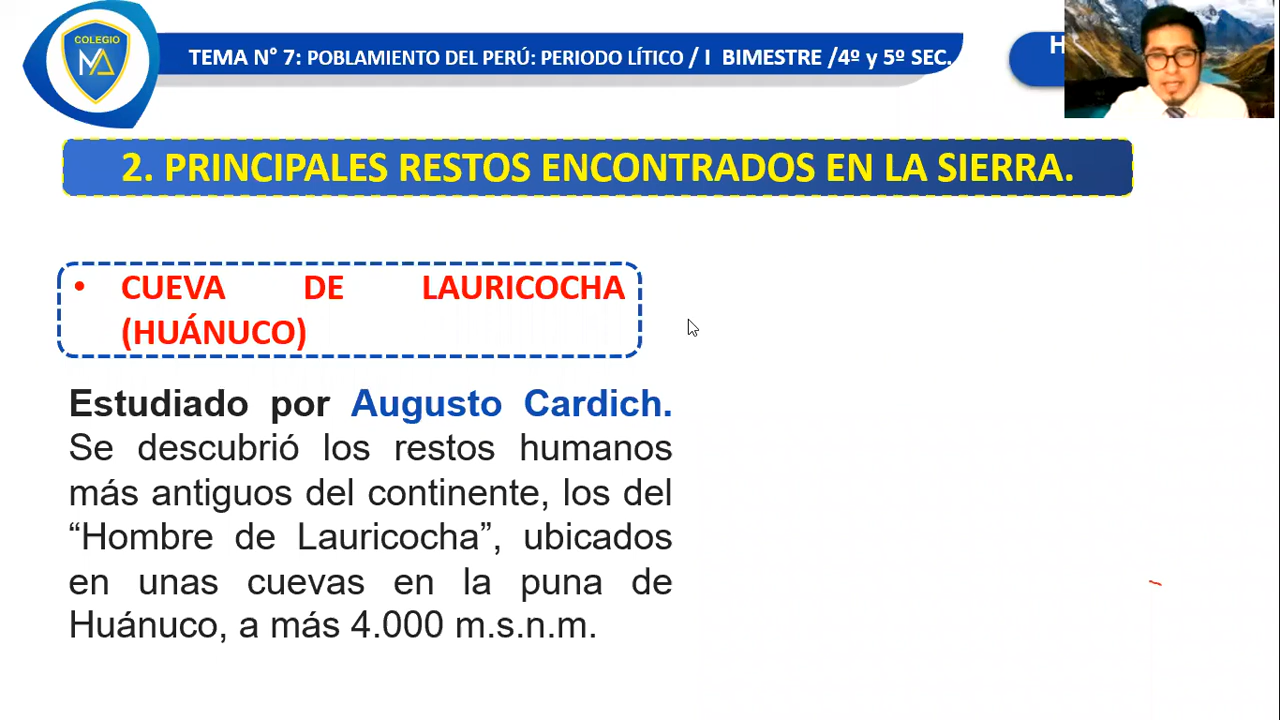 COLEGIO
MA
TEMA N° 7: POBLAMIENTO DEL PERÚ: PERIODO LÍTICO / I BIMESTRE /4º y 5º SEC.
H
2. PRINCIPALES RESTOS ENCONTRADOS EN LA SIERRA.
• CUEVA DE LAURICOCHA
(HUÁNUCO)
Estudiado por Augusto Cardich.
Se descubrió los restos humanos
más antiguos del continente, los del
“Hombre de Lauricocha”, ubicados
en unas cuevas en la puna de
Huánuco, a más 4.000 m.s.n.m.